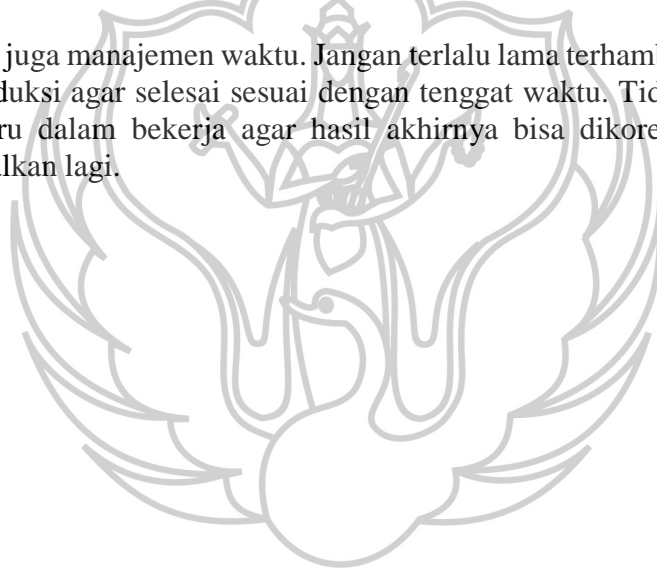 juga manajemen waktu. Jangan terlalu lama terhamb
duksi agar selesai sesuai dengan tenggat waktu. Tid
ru dalam bekerja agar hasil akhirnya bisa dikore
lkan lagi.